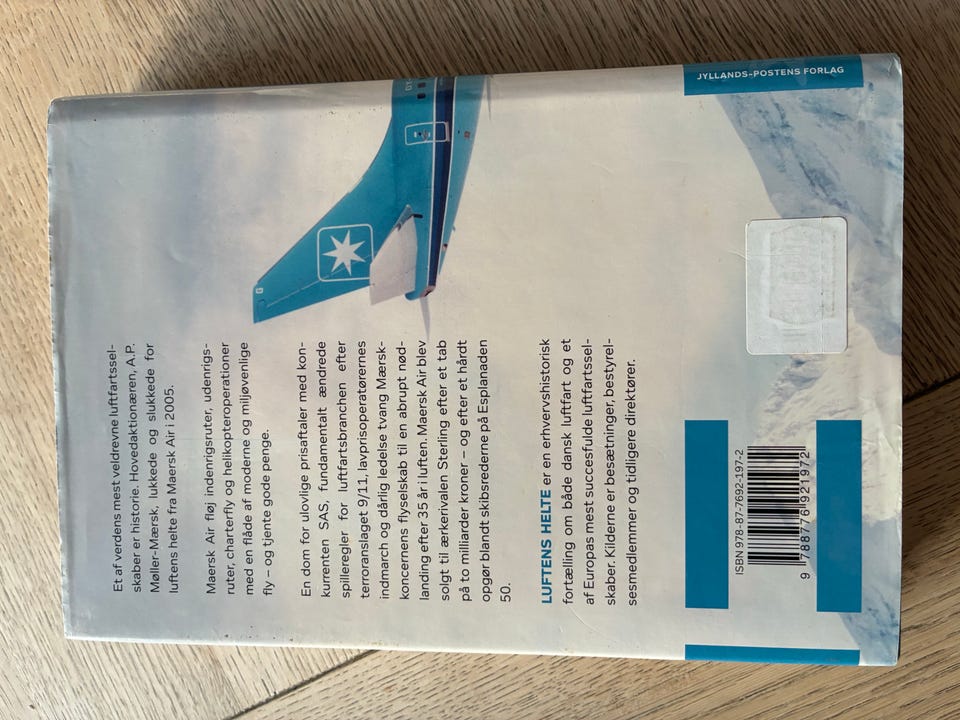 Et af verdens mest veldrevne luftfartssel-
skaber er historie. Hovedaktionæren, A.P.
Møller-Mærsk, lukkede og slukkede for
luftens helte fra Maersk Air i 2005.
Maersk Air fløj indenrigsruter, udenrigs-
ruter, charterfly og helikopteroperationer
med en flåde af moderne og miljøvenlige
fly – og tjente gode penge.
En dom for ulovlige prisaftaler med kon-
kurrenten SAS, fundamentalt ændrede
spilleregler for luftfartsbranchen efter
terroranslaget 9/11, lavprisoperatørernes
indmarch og dårlig ledelse tvang Mærsk-
koncernens flyselskab til en abrupt nød-
landing efter 35 år i luften. Maersk Air blev
solgt til ærkerivalen Sterling efter et tab
på to milliarder kroner – og efter et hårdt
opgør blandt skibsrederne på Esplanaden
50.
LUFTENS HELTE er en erhvervshistorisk
fortælling om både dansk luftfart og et
af Europas mest succesfulde luftfartssel-
skaber. Kilderne er besætninger, bestyrel-
sesmedlemmer og tidligere direktører.
ISBN 978-87-7692-197-2
9 788776 921972
JYLLANDS-POSTENS FORLAG